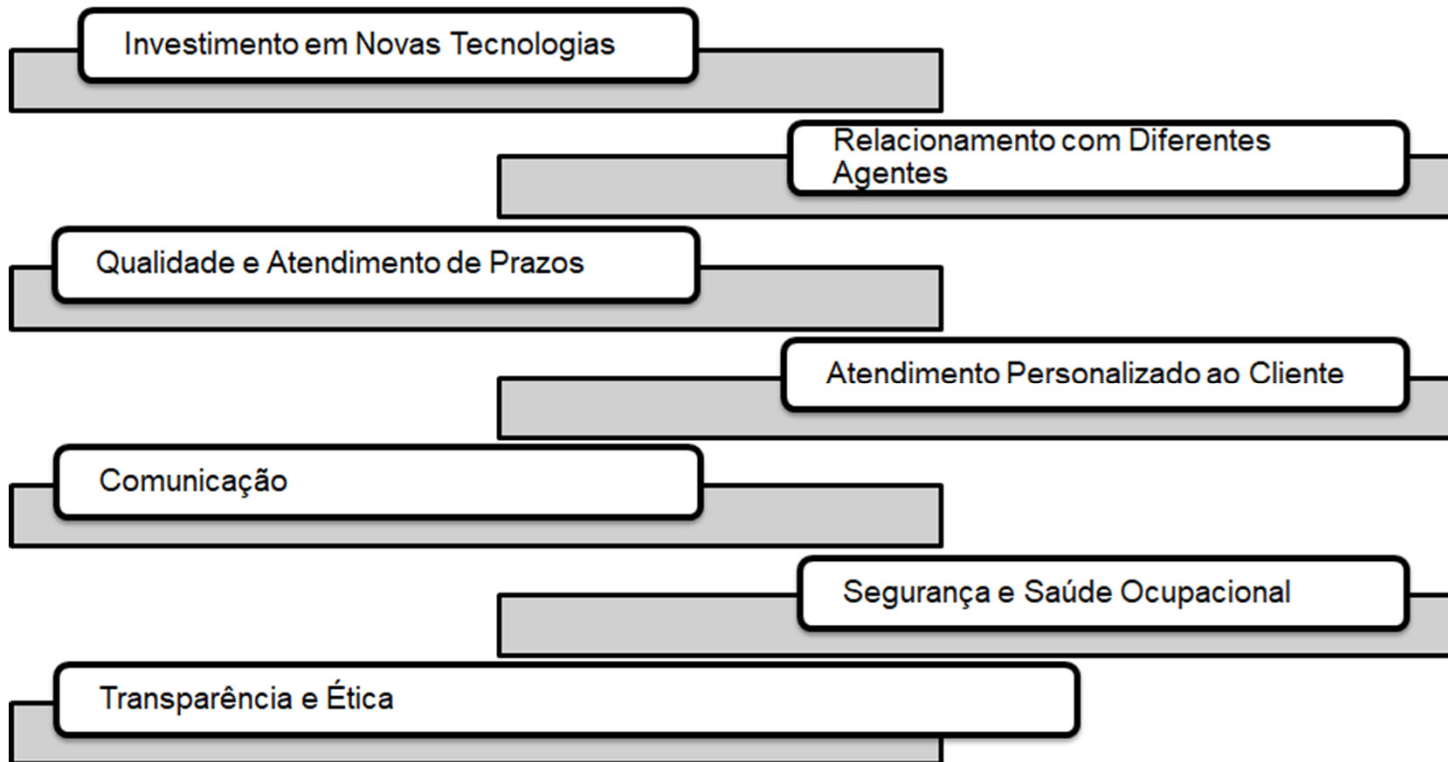 Investimento em Novas Tecnologias
Relacionamento com Diferentes
Agentes
Qualidade e Atendimento de Prazos
Atendimento Personalizado ao Cliente
Comunicação
Segurança e Saúde Ocupacional
Transparência e Ética